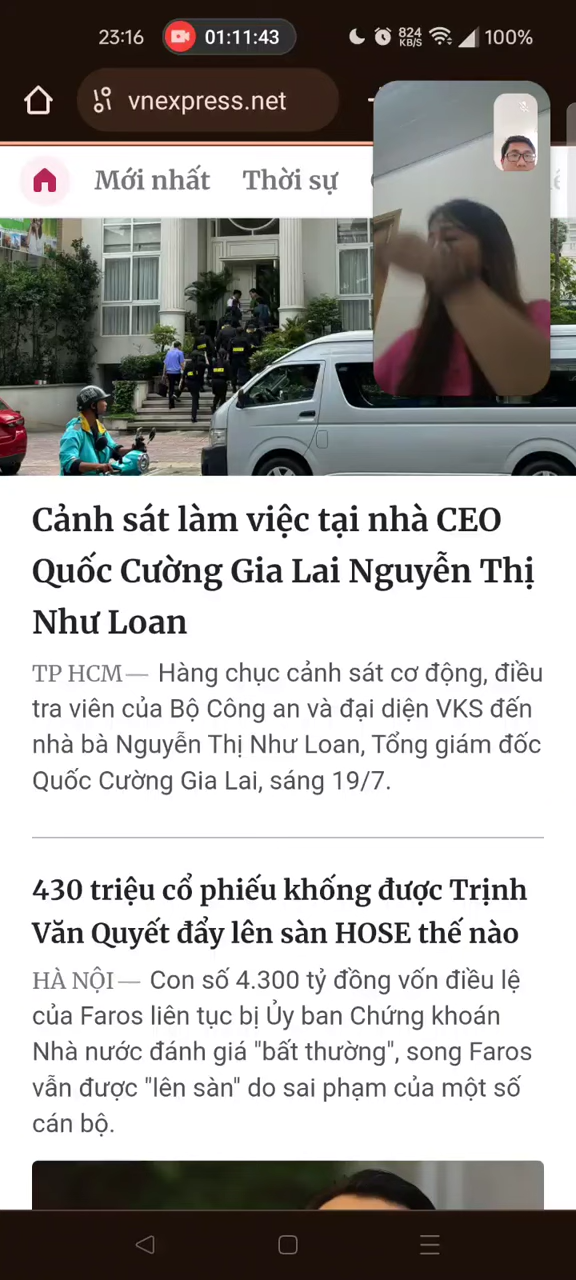 23:16
01:11:43
824 KB/S
100%
vnexpress.net
Mới nhất
Thời sự
Cảnh sát làm việc tại nhà CEO
Quốc Cường Gia Lai Nguyễn Thị
Như Loan
TP HCM— Hàng chục cảnh sát cơ động, điều
tra viên của Bộ Công an và đại diện VKS đến
nhà bà Nguyễn Thị Như Loan, Tổng giám đốc
Quốc Cường Gia Lai, sáng 19/7.
430 triệu cổ phiếu khống được Trịnh
Văn Quyết đẩy lên sàn HOSE thế nào
HÀ NỘI— Con số 4.300 tỷ đồng vốn điều lệ
của Faros liên tục bị Ủy ban Chứng khoán
Nhà nước đánh giá "bất thường", song Faros
vẫn được "lên sàn" do sai phạm của một số
cán bộ.